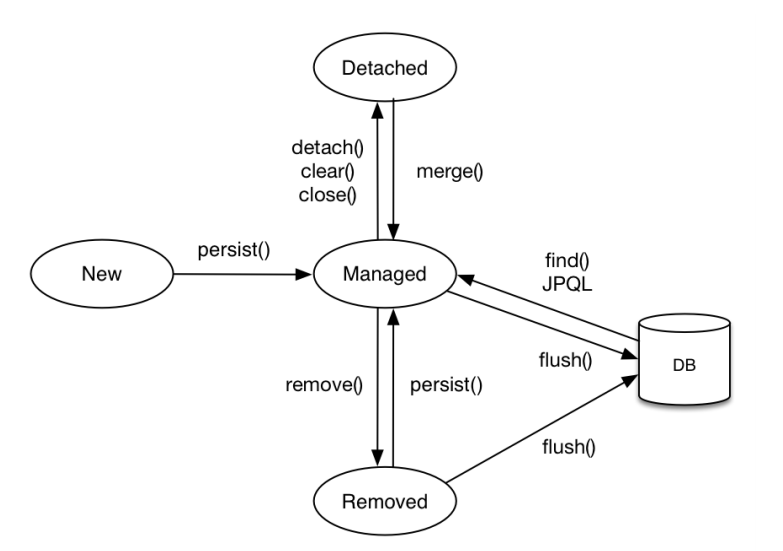 Detached
detach()
clear()
close()
merge()
persist()
New
Managed
find()
JPQL
flush()
DB
remove()
persist()
flush()
Removed